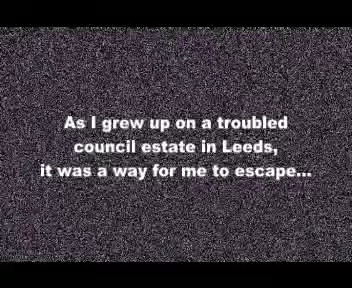 As I grew up on a troubled
council estate in Leeds,
it was a way for me to escape...